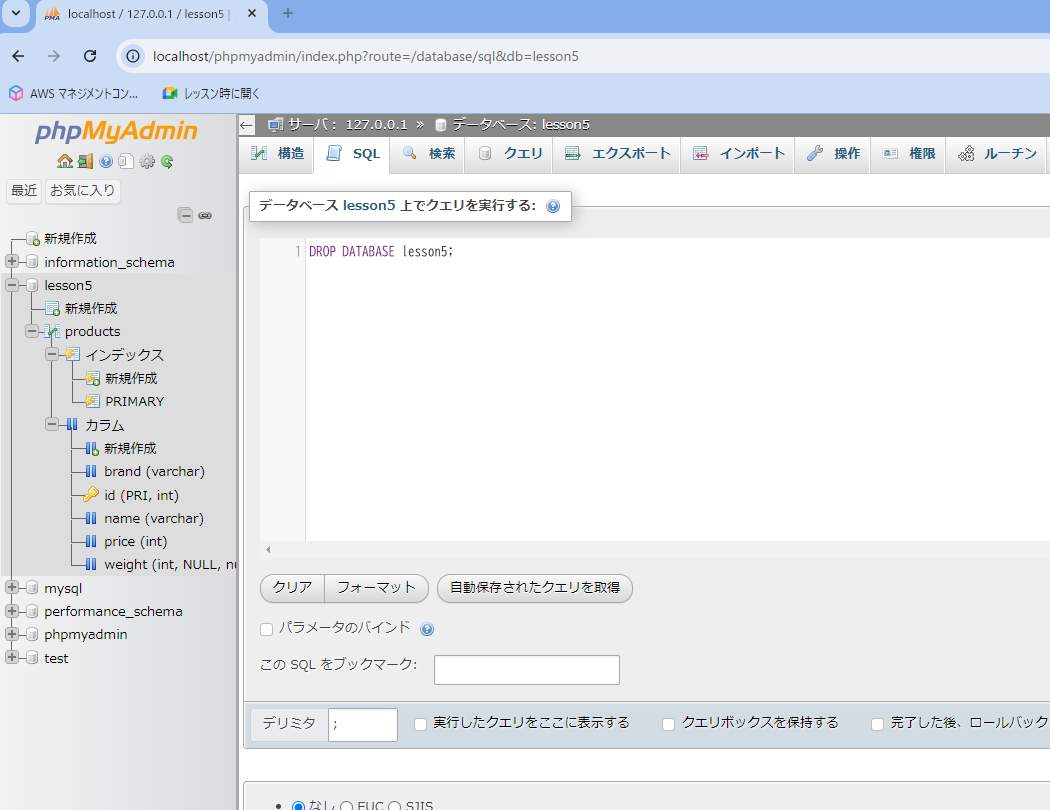 localhost / 127.0.0.1 / lesson5 |
localhost/phpmyadmin/index.php?route=/database/sql&db=lesson5
AWS マネジメントコン... レッスン時に開く
phpMyAdmin
最近 お気に入り
新規作成
information_schema
lesson5
新規作成
products
インデックス
新規作成
PRIMARY
カラム
新規作成
brand (varchar)
id (PRI, int)
name (varchar)
price (int)
weight (int, NULL, nu
mysql
performance_schema
phpmyadmin
test
サーバ: 127.0.0.1 » データベース: lesson5
構造 SQL 検索 クエリ エクスポート インポート 操作 権限 ルーチン
データベース lesson5 上でクエリを実行する:
1 DROP DATABASE lesson5;
クリア フォーマット 自動保存されたクエリを取得
パラメータのバインド
この SQL をブックマーク:
デリミタ ; 実行したクエリをここに表示する クエリボックスを保持する 完了した後、ロールバック
なし EUC SJIS